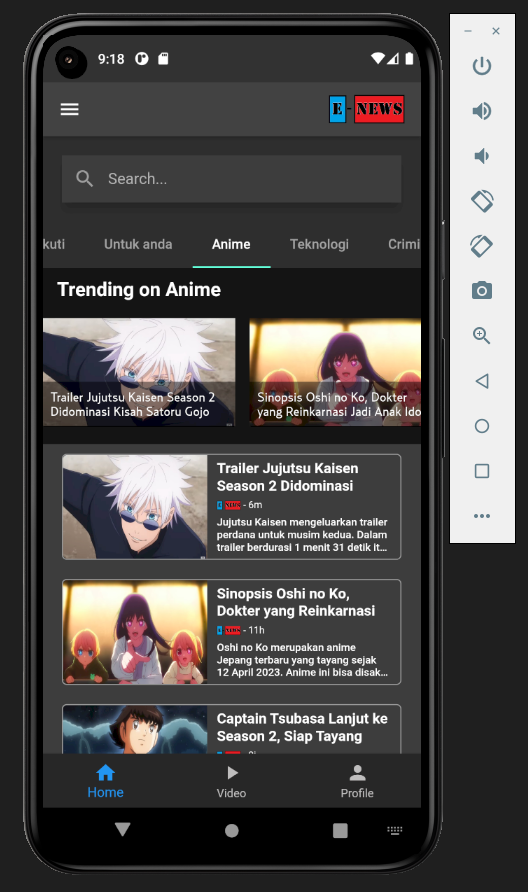 9:18
E-NEWS
Search...
kuti Untuk anda Anime Teknologi Crimi
Trending on Anime
Trailer Jujutsu Kaisen Season 2
Didominasi Kisah Satoru Gojo
Sinopsis Oshi no Ko, Dokter
yang Reinkarnasi Jadi Anak Ido
Trailer Jujutsu Kaisen
Season 2 Didominasi
E NEWS - 6m
Jujutsu Kaisen mengeluarkan trailer
perdana untuk musim kedua. Dalam
trailer berdurasi 1 menit 31 detik it...
Sinopsis Oshi no Ko,
Dokter yang Reinkarnasi
E NEWS - 11h
Oshi no Ko merupakan anime
Jepang terbaru yang tayang sejak
12 April 2023. Anime ini bisa disak...
Captain Tsubasa Lanjut ke
Season 2, Siap Tayang
Home Video Profile